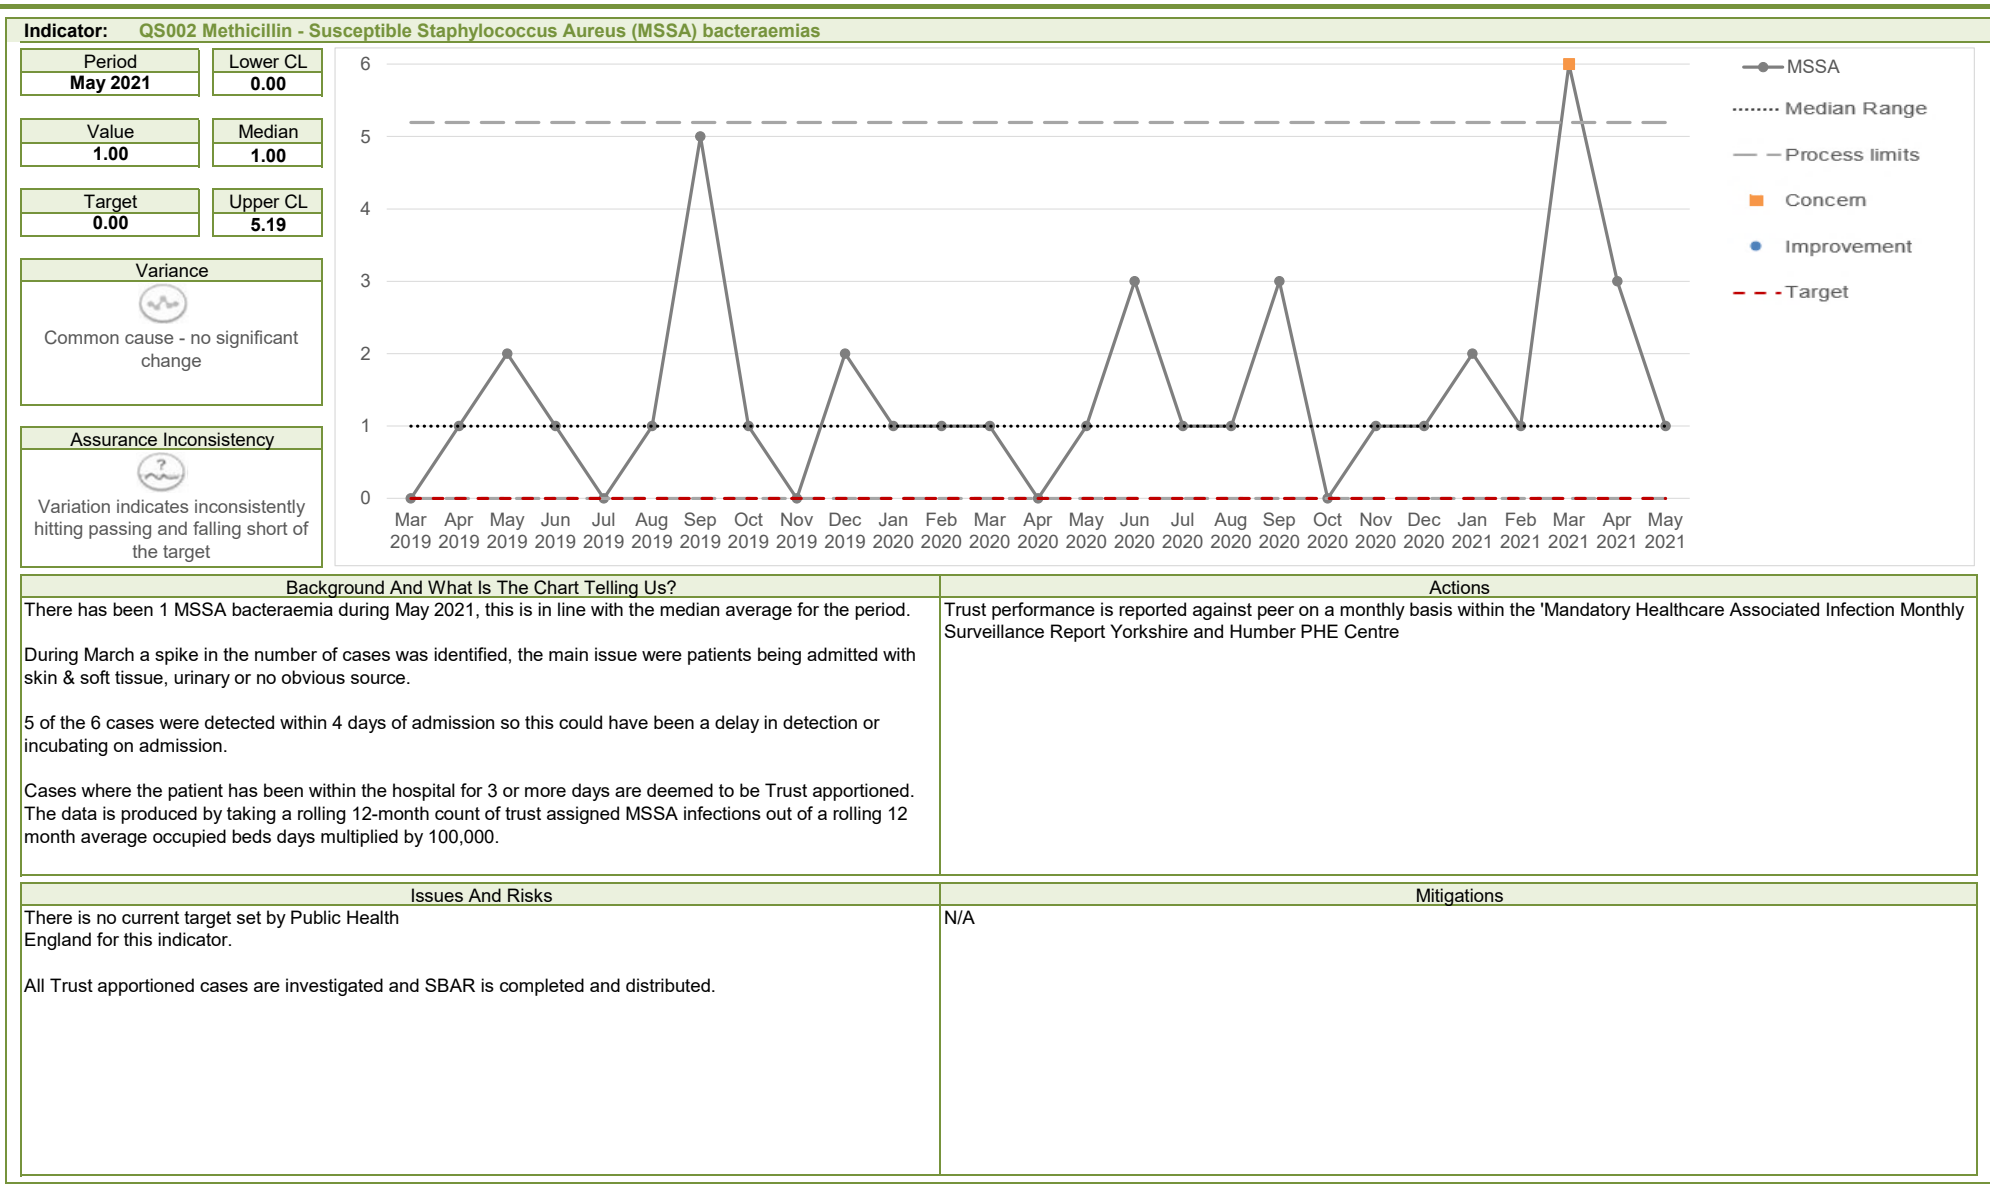 Indicator: QS002 Methicillin - Susceptible Staphylococcus Aureus (MSSA) bacteraemias
Period
May 2021
Lower CL
0.00
Value
1.00
Median
1.00
Target
0.00
Upper CL
5.19
Variance
Common cause - no significant
change
Assurance Inconsistency
?
Variation indicates inconsistently
hitting passing and falling short of
the target
6
5
4
3
2
1
0
Mar Apr May Jun Jul Aug Sep Oct Nov Dec Jan Feb Mar Apr May Jun Jul Aug Sep Oct Nov Dec Jan Feb Mar Apr May
2019 2019 2019 2019 2019 2019 2019 2019 2019 2019 2020 2020 2020 2020 2020 2020 2020 2020 2020 2020 2020 2020 2021 2021 2021 2021 2021
MSSA
Median Range
Process limits
Concern
Improvement
Target
Background And What Is The Chart Telling Us?
There has been 1 MSSA bacteraemia during May 2021, this is in line with the median average for the period.
During March a spike in the number of cases was identified, the main issue were patients being admitted with
skin & soft tissue, urinary or no obvious source.
5 of the 6 cases were detected within 4 days of admission so this could have been a delay in detection or
incubating on admission.
Cases where the patient has been within the hospital for 3 or more days are deemed to be Trust apportioned.
The data is produced by taking a rolling 12-month count of trust assigned MSSA infections out of a rolling 12
month average occupied beds days multiplied by 100,000.
Actions
Trust performance is reported against peer on a monthly basis within the 'Mandatory Healthcare Associated Infection Monthly
Surveillance Report Yorkshire and Humber PHE Centre
Issues And Risks
There is no current target set by Public Health
England for this indicator.
All Trust apportioned cases are investigated and SBAR is completed and distributed.
Mitigations
N/A